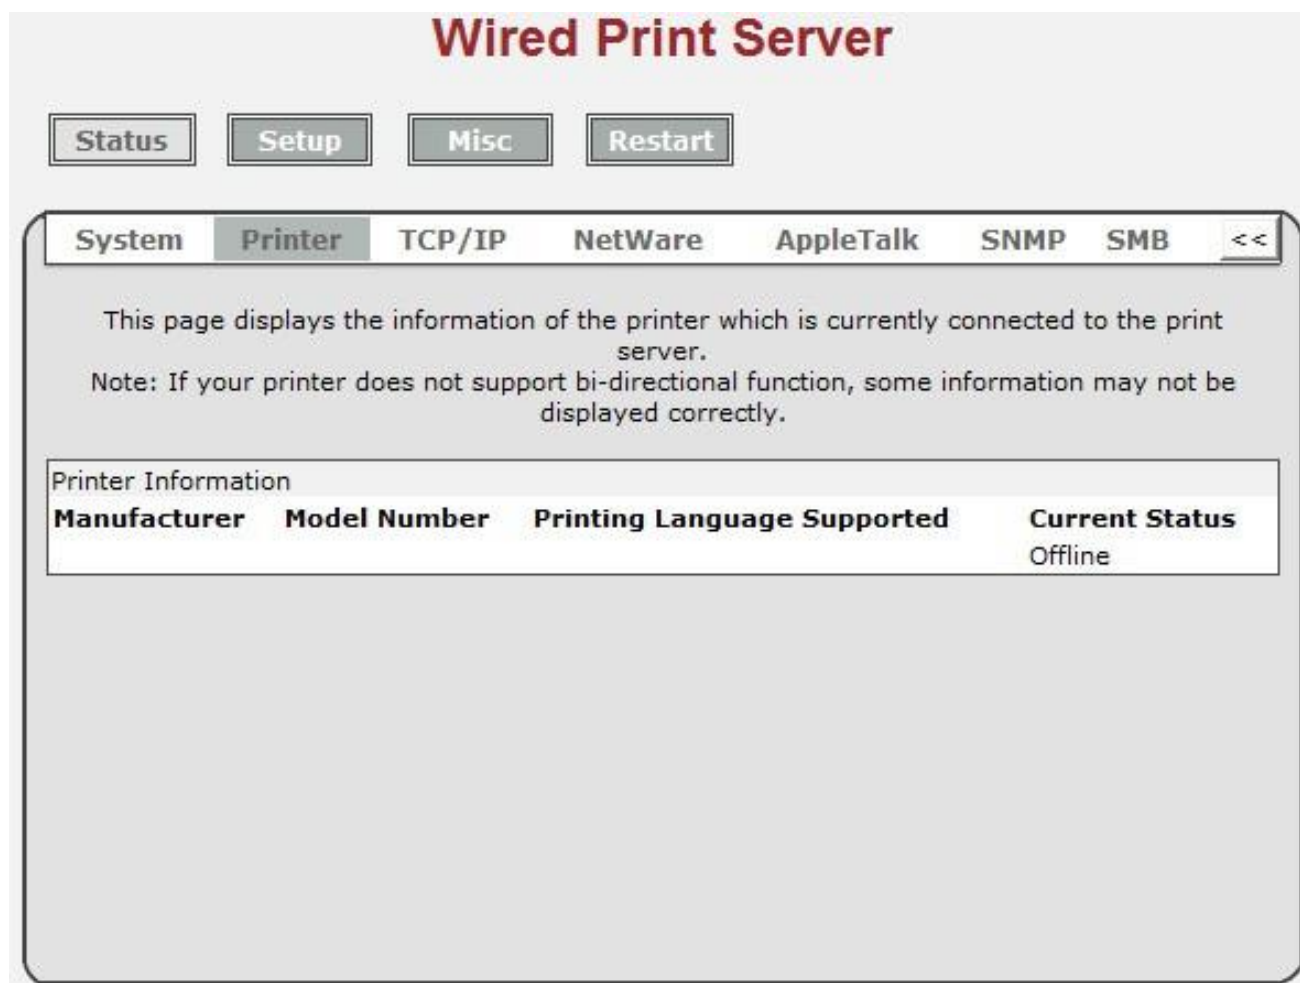 Wired Print Server
Status Setup Misc Restart
System Printer TCP/IP NetWare AppleTalk SNMP SMB <<
This page displays the information of the printer which is currently connected to the print
server.
Note: If your printer does not support bi-directional function, some information may not be
displayed correctly.
Printer Information
Manufacturer Model Number Printing Language Supported Current Status
Offline